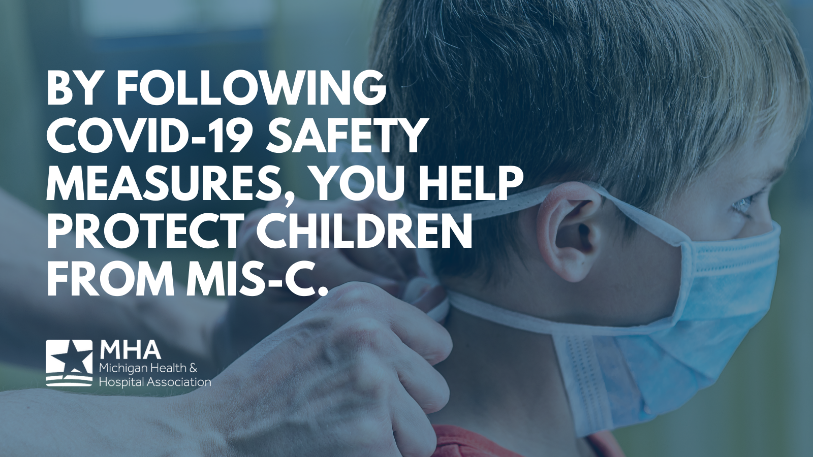 BY FOLLOWING
COVID-19 SAFETY
MEASURES, YOU HELP
PROTECT CHILDREN
FROM MIS-C.
MHA
Michigan Health &
Hospital Association